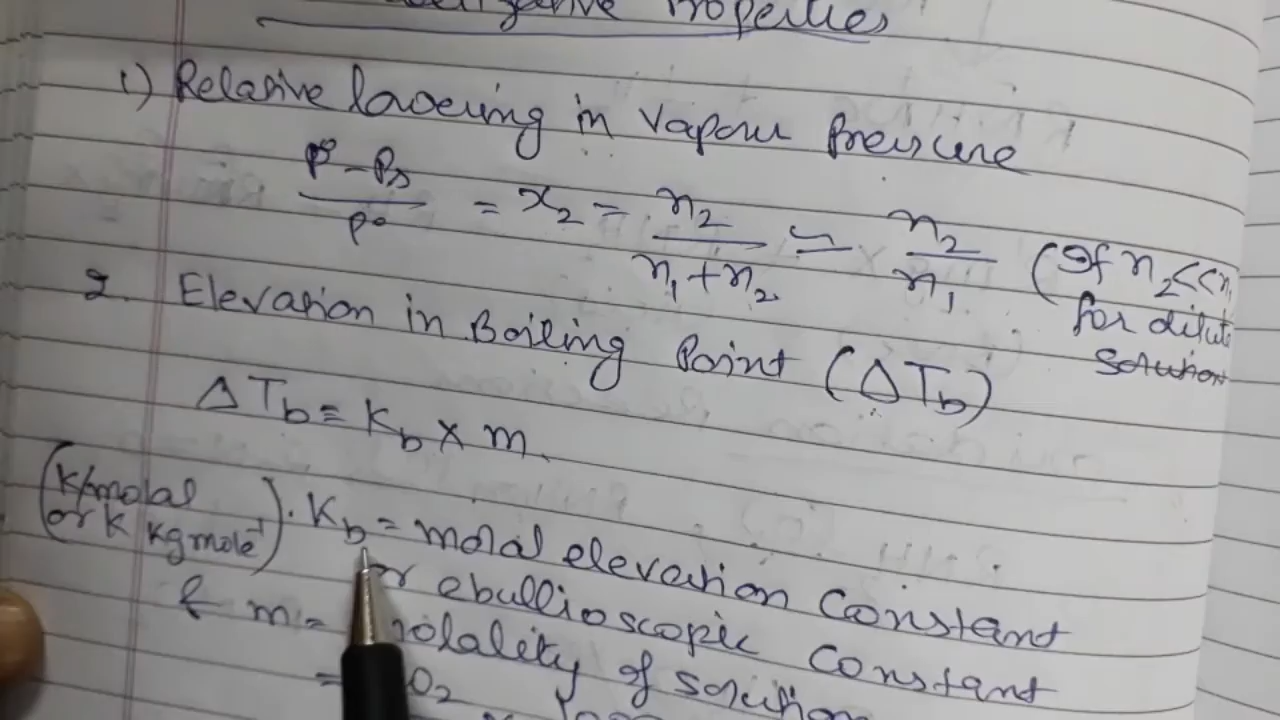 Properties
1) Relative lowering in Vapour Pressure
P° - Ps / P° = x₂ = n₂ / n₁ + n₂ ≃ n₂ / n₁ (If n₂ << n₁
for dilute
solution
2. Elevation in Boiling Point (ΔTb)
ΔTb = Kb × m.
(K/molal
or K kg mole⁻¹) . Kb = molal elevation constant
or ebullioscopic constant
& m = molality of solution